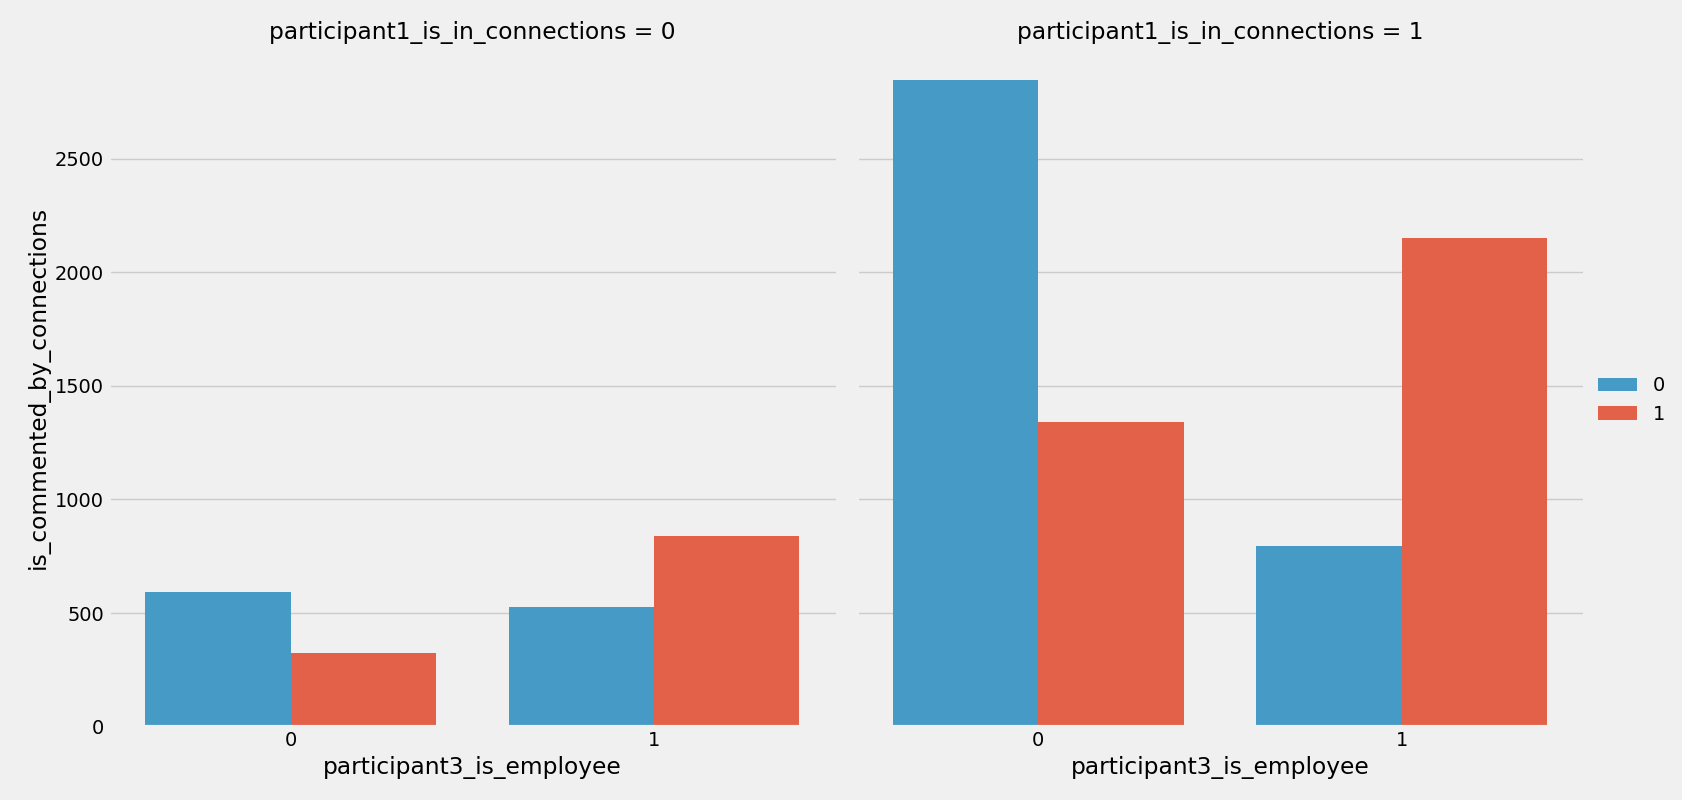 participant1_is_in_connections = 0
participant1_is_in_connections = 1
is_commented_by_connections
2500
2000
1500
1000
500
0
0 1
participant3_is_employee
0 1
participant3_is_employee
0
1